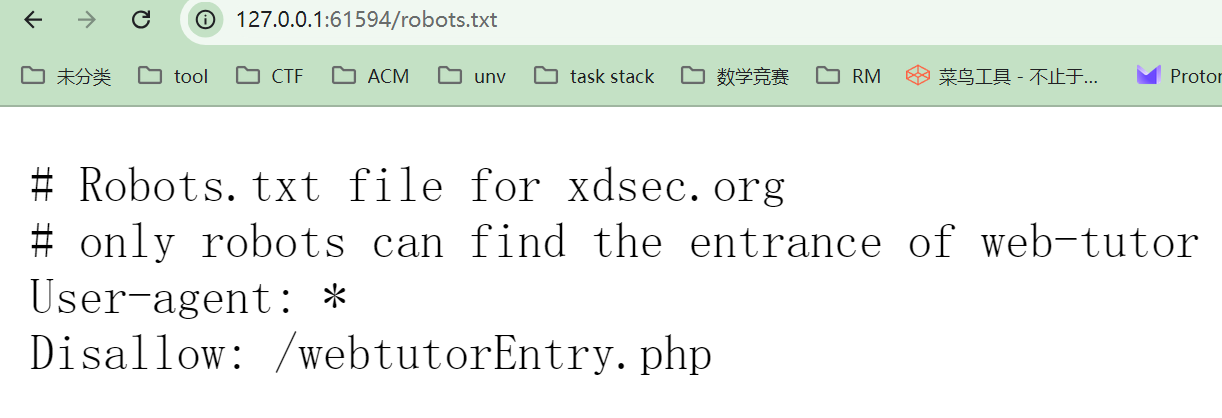 127.0.0.1:61594/robots.txt
未分类 tool CTF ACM unv task stack 数学竞赛 RM 菜鸟工具 - 不止于... Proton
# Robots.txt file for xdsec.org
# only robots can find the entrance of web-tutor
User-agent: *
Disallow: /webtutorEntry.php